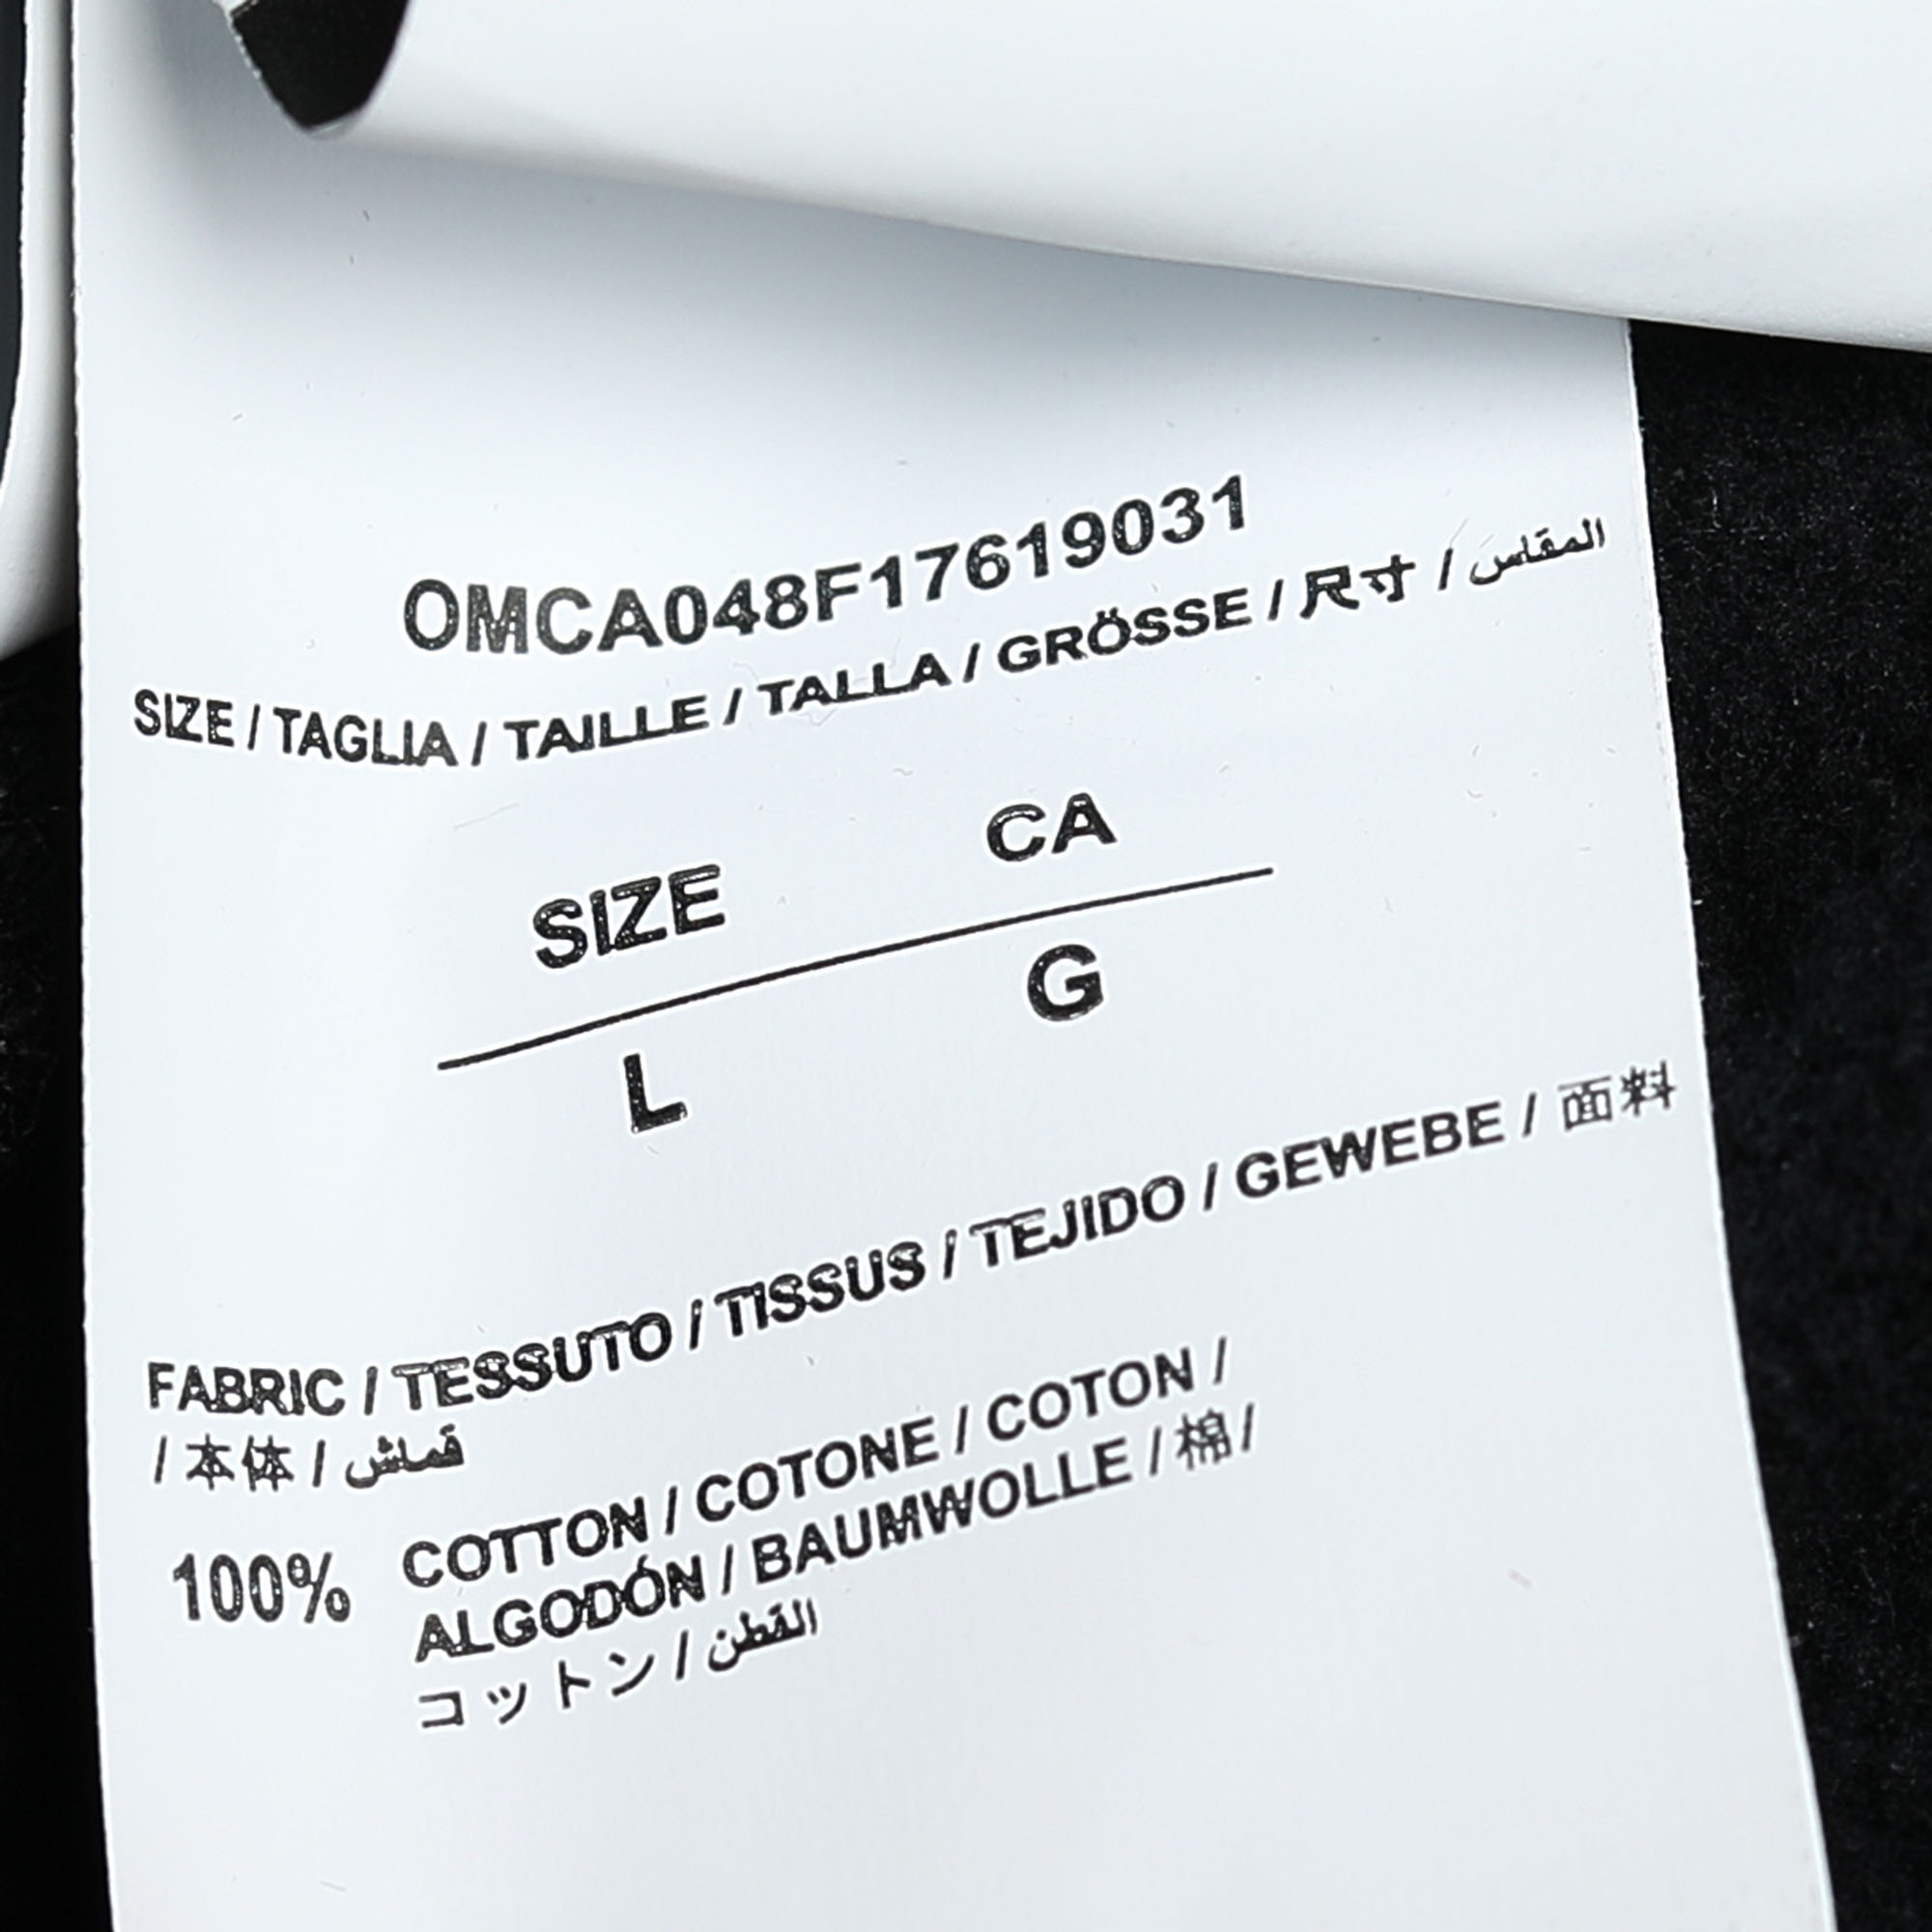 OMCA048F17619031
SIZE / TAGLIA / TAILLE / TALLA / GRÖSSE / 尺寸 / المقاس
SIZE CA
L G
FABRIC / TESSUTO / TISSUS / TEJIDO / GEWEBE / 面料
/ 本体 / قماش
100% COTTON / COTONE / COTON /
ALGODÓN / BAUMWOLLE / 棉 /
コットン / القطن